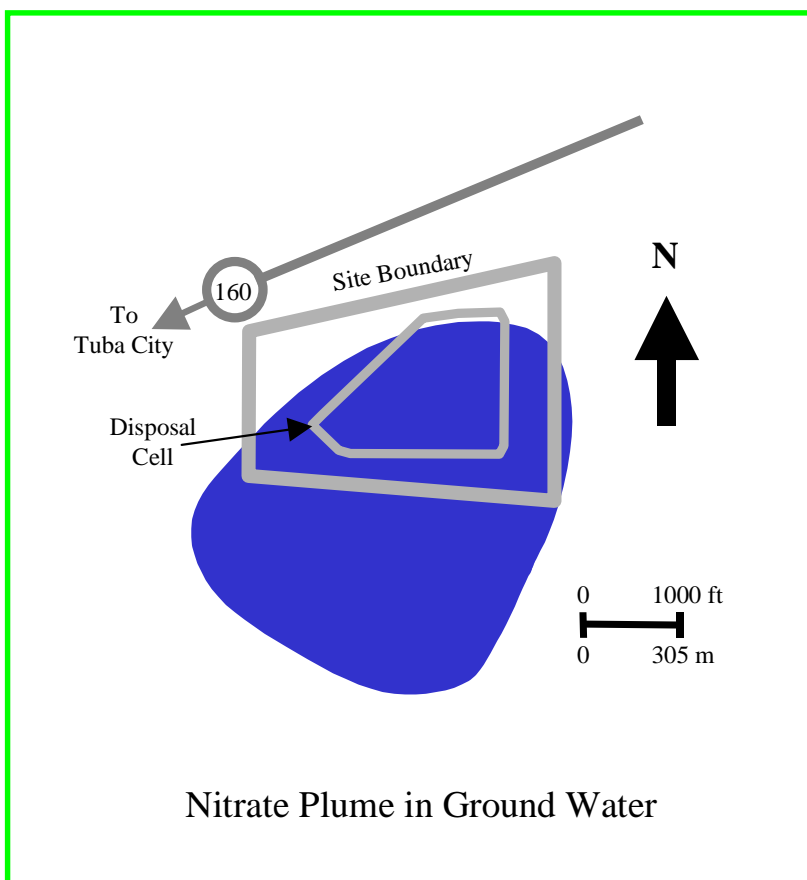 Site Boundary
N
160
To
Tuba City
Disposal
Cell
0 1000 ft
0 305 m
Nitrate Plume in Ground Water